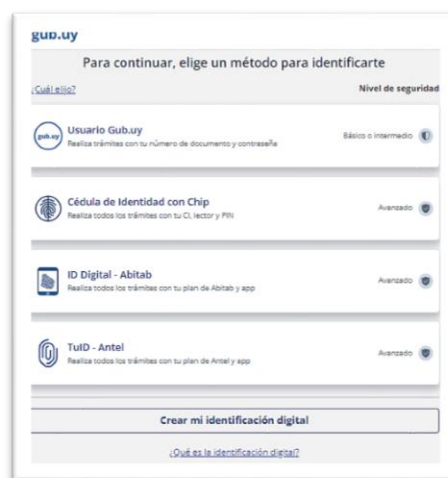 gub.uy
Para continuar, elige un método para identificarte
¿Cuál elijo?
Nivel de seguridad
gub.uy
Usuario Gub.uy
Realiza trámites con tu número de documento y contraseña
Básico o intermedio
Cédula de Identidad con Chip
Realiza todos los trámites con tu CI, lector y PIN
Avanzado
ID Digital - Abitab
Realiza todos los trámites con tu plan de Abitab y app
Avanzado
TuID - Antel
Realiza todos los trámites con tu plan de Antel y app
Avanzado
Crear mi identificación digital
¿Qué es la identificación digital?